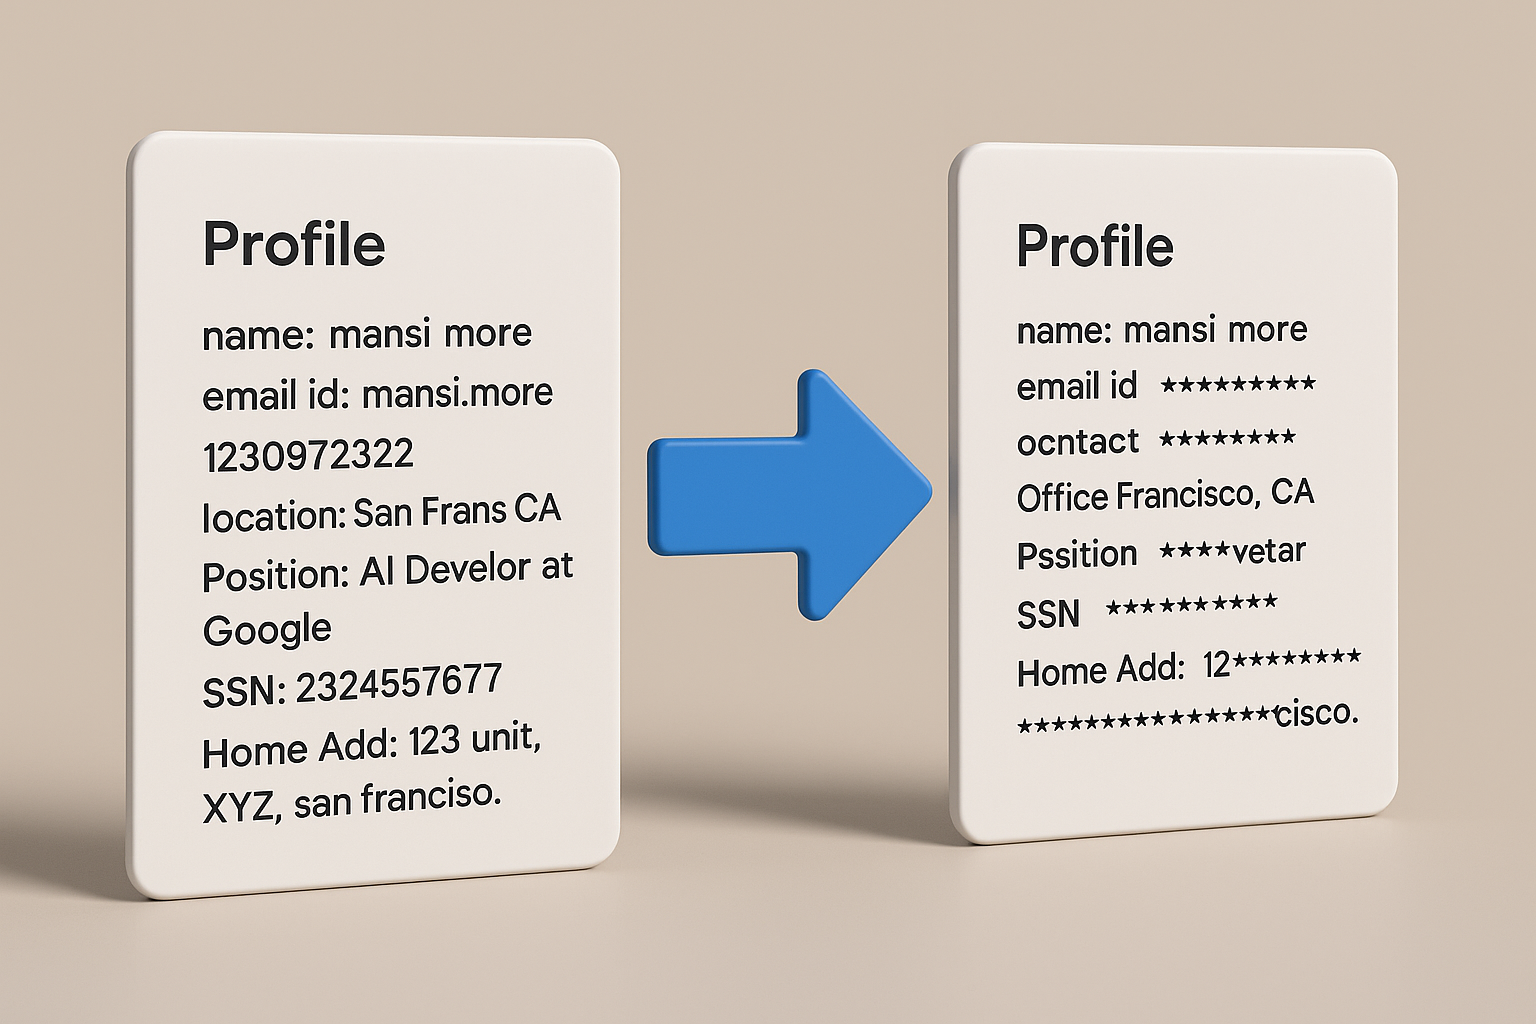 Profile
name: mansi more
email id: mansi.more
1230972322
location: San Frans CA
Position: AI Develor at
Google
SSN: 2324557677
Home Add: 123 unit,
XYZ, san franciso.
Profile
name: mansi more
email id ★★★★★★★★★
ocntact ★★★★★★★★
Office Francisco, CA
Pssition ★★★★vetar
SSN ★★★★★★★★★★
Home Add: 12★★★★★★★★
★★★★★★★★★★★★★★★★cisco.